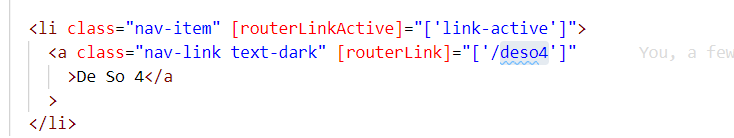 <li class="nav-item" [routerLinkActive]="['link-active']">
<a class="nav-link text-dark" [routerLink]="['/deso4']" You, a few
>De So 4</a
>
</li>